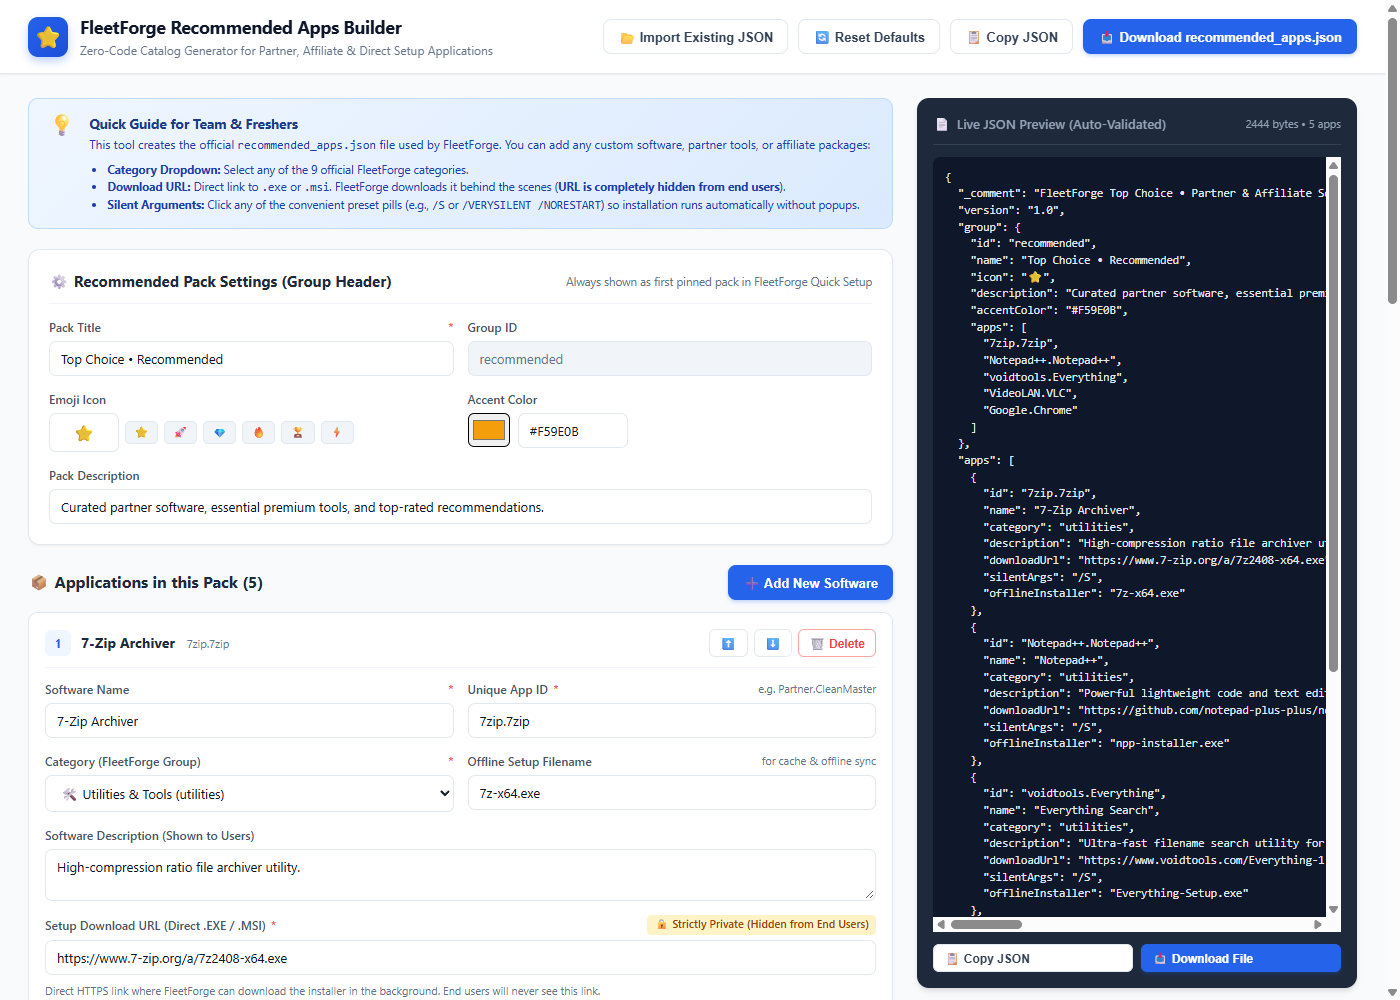 FleetForge Recommended Apps Builder
Zero-Code Catalog Generator for Partner, Affiliate & Direct Setup Applications
Import Existing JSON
Reset Defaults
Copy JSON
Download recommended_apps.json
Quick Guide for Team & Freshers
This tool creates the official recommended_apps.json file used by FleetForge. You can add any custom software, partner tools, or affiliate packages:
• Category Dropdown: Select any of the 9 official FleetForge categories.
• Download URL: Direct link to .exe or .msi. FleetForge downloads it behind the scenes (URL is completely hidden from end users).
• Silent Arguments: Click any of the convenient preset pills (e.g., /S or /VERYSILENT /NORESTART) so installation runs automatically without popups.
Recommended Pack Settings (Group Header)
Always shown as first pinned pack in FleetForge Quick Setup
Pack Title *
Top Choice • Recommended
Group ID
recommended
Emoji Icon
Accent Color
#F59E0B
Pack Description
Curated partner software, essential premium tools, and top-rated recommendations.
Applications in this Pack (5)
Add New Software
1 7-Zip Archiver 7zip.7zip
Delete
Software Name *
7-Zip Archiver
Unique App ID * e.g. Partner.CleanMaster
7zip.7zip
Category (FleetForge Group) *
Utilities & Tools (utilities)
Offline Setup Filename for cache & offline sync
7z-x64.exe
Software Description (Shown to Users)
High-compression ratio file archiver utility.
Setup Download URL (Direct .EXE / .MSI) *
Strictly Private (Hidden from End Users)
https://www.7-zip.org/a/7z2408-x64.exe
Direct HTTPS link where FleetForge can download the installer in the background. End users will never see this link.
Live JSON Preview (Auto-Validated)
2444 bytes • 5 apps
{
"_comment": "FleetForge Top Choice • Partner & Affiliate
"version": "1.0",
"group": {
"id": "recommended",
"name": "Top Choice • Recommended",
"icon": "⭐",
"description": "Curated partner software, essential
"accentColor": "#F59E0B",
"apps": [
"7zip.7zip",
"Notepad++.Notepad++",
"voidtools.Everything",
"VideoLAN.VLC",
"Google.Chrome"
]
},
"apps": [
{
"id": "7zip.7zip",
"name": "7-Zip Archiver",
"category": "utilities",
"description": "High-compression ratio file archiver
"downloadUrl": "https://www.7-zip.org/a/7z2408-x64.exe
"silentArgs": "/S",
"offlineInstaller": "7z-x64.exe"
},
{
"id": "Notepad++.Notepad++",
"name": "Notepad++",
"category": "utilities",
"description": "Powerful lightweight code and text
"downloadUrl": "https://github.com/notepad-plus-plus/
"silentArgs": "/S",
"offlineInstaller": "npp-installer.exe"
},
{
"id": "voidtools.Everything",
"name": "Everything Search",
"category": "utilities",
"description": "Ultra-fast filename search utility for
"downloadUrl": "https://www.voidtools.com/Everything-1
"silentArgs": "/S",
"offlineInstaller": "Everything-Setup.exe"
},
Copy JSON
Download File